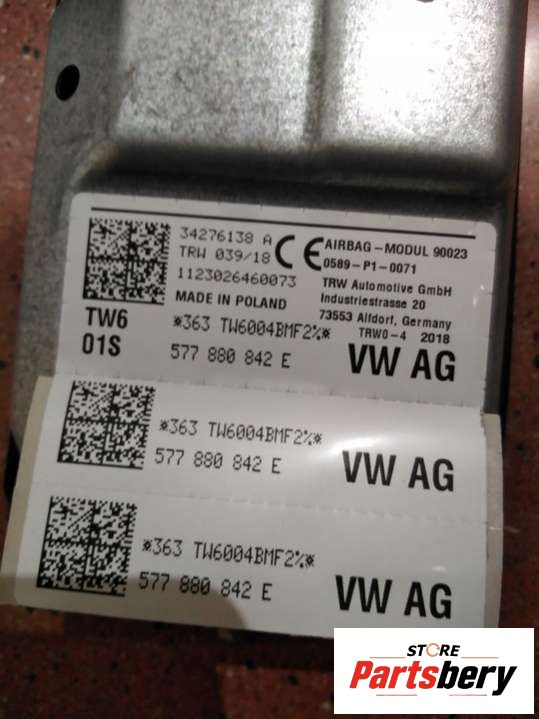 34276138 A
TRW 039/18
1123026460073
MADE IN POLAND
CE
AIRBAG-MODUL 90023
0589-P1-0071
TRW Automotive GmbH
Industriestrasse 20
73553 Alfdorf, Germany
TRW0-4 2018
TW6
01S
*363 TW6004BMF2%*
577 880 842 E
VW AG
*363 TW6004BMF2%*
577 880 842 E
VW AG
*363 TW6004BMF2%*
577 880 842 E
VW AG
STORE
Partsbery